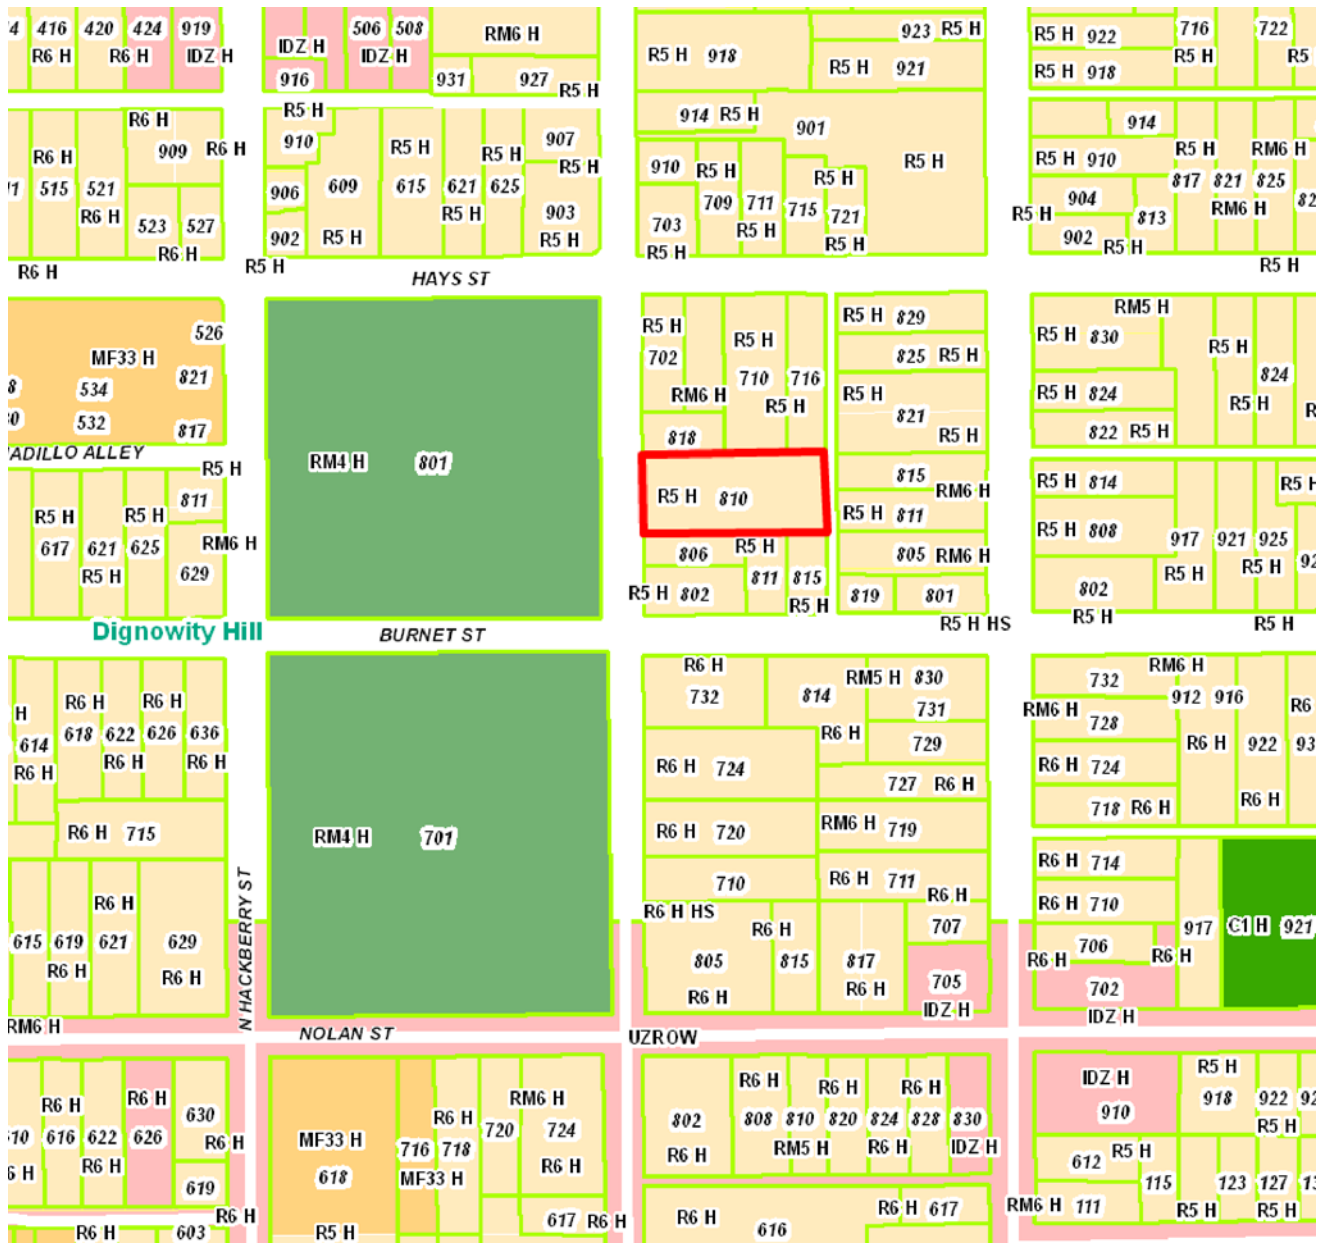 416 420 424 919
R6 H R6 H IDZ H
506 508 RM6 H
IDZ H IDZ H
916 931 927 R5 H
923 R5 H
R5 H 918
R5 H 921
R5 H 922 716 722
R5 H 918 R5 H
R6 H
909 R6 H
R6 H
515 521
R6 H
523 527
R6 H
R6 H
R5 H
910 R5 H 907
R5 H R5 H
906 609 615 621 625
R5 H 903
902 R5 H R5 H
R5 H
914 R5 H
901
910 R5 H R5 H
R5 H
709 711 715 721
703 R5 H R5 H
R5 H
914
R5 H 910 R5 H RM6 H
817 821 825
904 RM6 H
R5 H 813
902 R5 H
R5 H
HAYS ST
526
MF33 H
821
534
532 817
RM4 H 801
R5 H R5 H
702 710 716
RM6 H R5 H
818
R5 H 829
825 R5 H
R5 H
821
R5 H
815
RM6 H
R5 H 811
805 RM6 H
819 801
R5 H HS
RM5 H
R5 H 830
R5 H
824
R5 H 824
R5 H
822 R5 H
R5 H 810
806 R5 H
811 815
R5 H 802
R5 H
R5 H 814
R5 H
R5 H 808
917 921 925
R5 H R5 H
802
R5 H R5 H
R5 H
811
R5 H R5 H
617 621 625 RM6 H
R5 H 629
Dignowity Hill
BURNET ST
R6 H R6 H
618 622 626 636
614
R6 H R6 H R6 H
R6 H 715
R6 H
615 619 621 629
R6 H R6 H
RM6 H
N HACKBERRY ST
RM4 H 701
R6 H RM5 H 830
732 814 731
R6 H 729
R6 H 724
727 R6 H
R6 H 720 RM6 H 719
710 R6 H 711
R6 H
R6 H HS 707
R6 H
805 815 817
705
R6 H R6 H
IDZ H
RM6 H
732 912 916
RM6 H 728
R6 H 922
R6 H 724
R6 H
718 R6 H
R6 H 714
R6 H 710
917 C1 H 921
706
R6 H R6 H
702
IDZ H
NOLAN ST
UZROW
R6 H
R6 H 630
616 622 626 R6 H
R6 H
619
R6 H
R6 H 603
RM6 H
R6 H
MF33 H 716 718 720 724
618 MF33 H R6 H
617 R6 H
R5 H
R6 H R6 H R6 H
802 808 810 820 824 828 830
R6 H RM5 H R6 H IDZ H
R6 H R6 H 617
616
IDZ H R5 H
910 918 922
R5 H
612 R5 H
115 123 127
RM6 H 111 R5 H R5 H